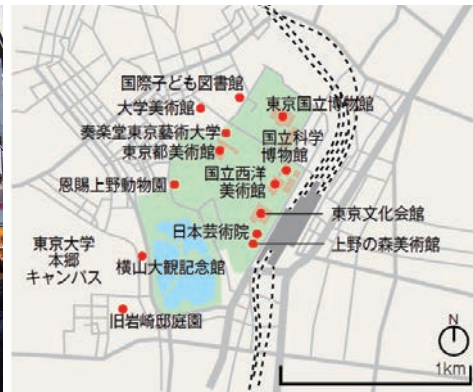 国際子ども図書館
大学美術館
東京国立博物館
奏楽堂東京藝術大学
東京都美術館
国立科学
博物館
国立西洋
美術館
恩賜上野動物園
東京文化会館
日本芸術院
上野の森美術館
東京大学
本郷
キャンパス
横山大観記念館
旧岩崎邸庭園
N
1km